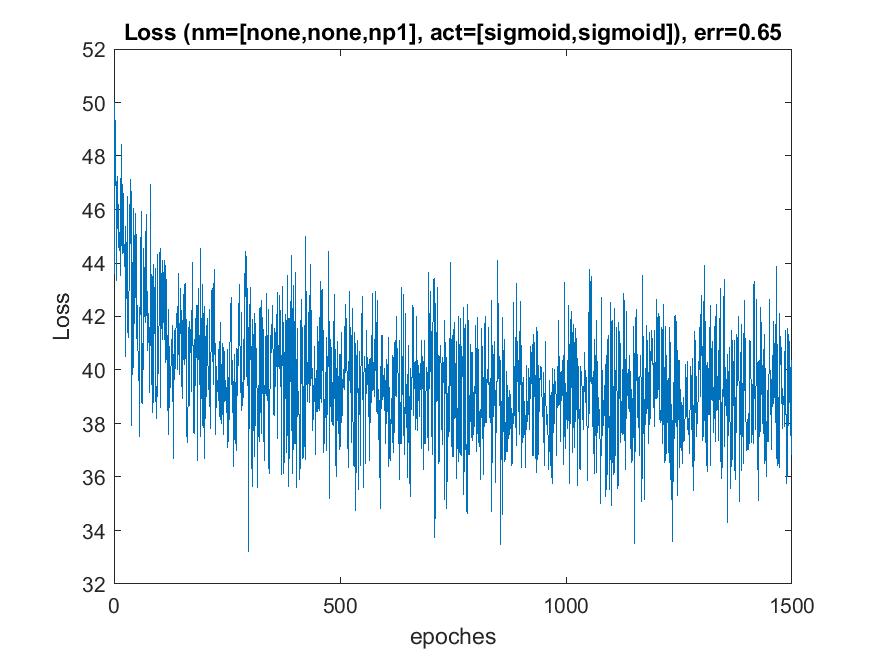 Loss (nm=[none,none,np1], act=[sigmoid,sigmoid]), err=0.65
52
50
48
46
44
42
40
38
36
34
32
Loss
0 500 1000 1500
epoches